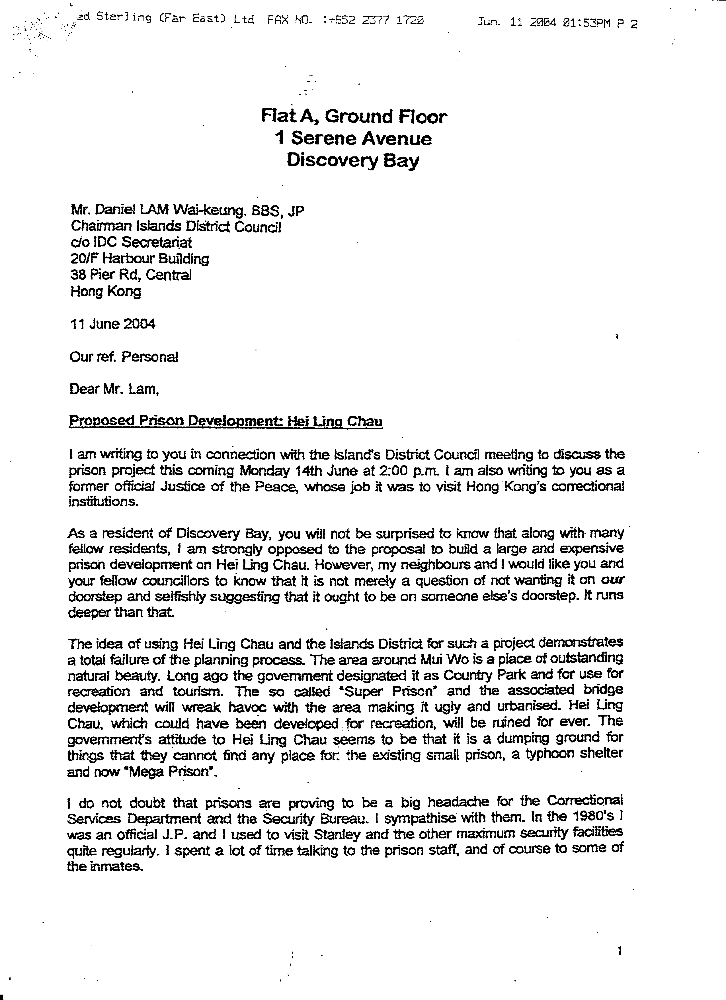 ed Sterling (Far East) Ltd FAX NO. :+852 2377 1720 Jun. 11 2004 01:53PM P 2
Flat A, Ground Floor
1 Serene Avenue
Discovery Bay
Mr. Daniel LAM Wai-keung. BBS, JP
Chairman Islands District Council
c/o IDC Secretariat
20/F Harbour Building
38 Pier Rd, Central
Hong Kong
11 June 2004
Our ref. Personal
Dear Mr. Lam,
Proposed Prison Development: Hei Ling Chau
I am writing to you in connection with the Island's District Council meeting to discuss the
prison project this coming Monday 14th June at 2:00 p.m. I am also writing to you as a
former official Justice of the Peace, whose job it was to visit Hong Kong's correctional
institutions.
As a resident of Discovery Bay, you will not be surprised to know that along with many
fellow residents, I am strongly opposed to the proposal to build a large and expensive
prison development on Hei Ling Chau. However, my neighbours and I would like you and
your fellow councillors to know that it is not merely a question of not wanting it on our
doorstep and selfishly suggesting that it ought to be on someone else's doorstep. It runs
deeper than that.
The idea of using Hei Ling Chau and the Islands District for such a project demonstrates
a total failure of the planning process. The area around Mui Wo is a place of outstanding
natural beauty. Long ago the government designated it as Country Park and for use for
recreation and tourism. The so called "Super Prison" and the associated bridge
development will wreak havoc with the area making it ugly and urbanised. Hei Ling
Chau, which could have been developed for recreation, will be ruined for ever. The
government's attitude to Hei Ling Chau seems to be that it is a dumping ground for
things that they cannot find any place for: the existing small prison, a typhoon shelter
and now "Mega Prison".
I do not doubt that prisons are proving to be a big headache for the Correctional
Services Department and the Security Bureau. I sympathise with them. In the 1980's I
was an official J.P. and I used to visit Stanley and the other maximum security facilities
quite regularly. I spent a lot of time talking to the prison staff, and of course to some of
the inmates.
1